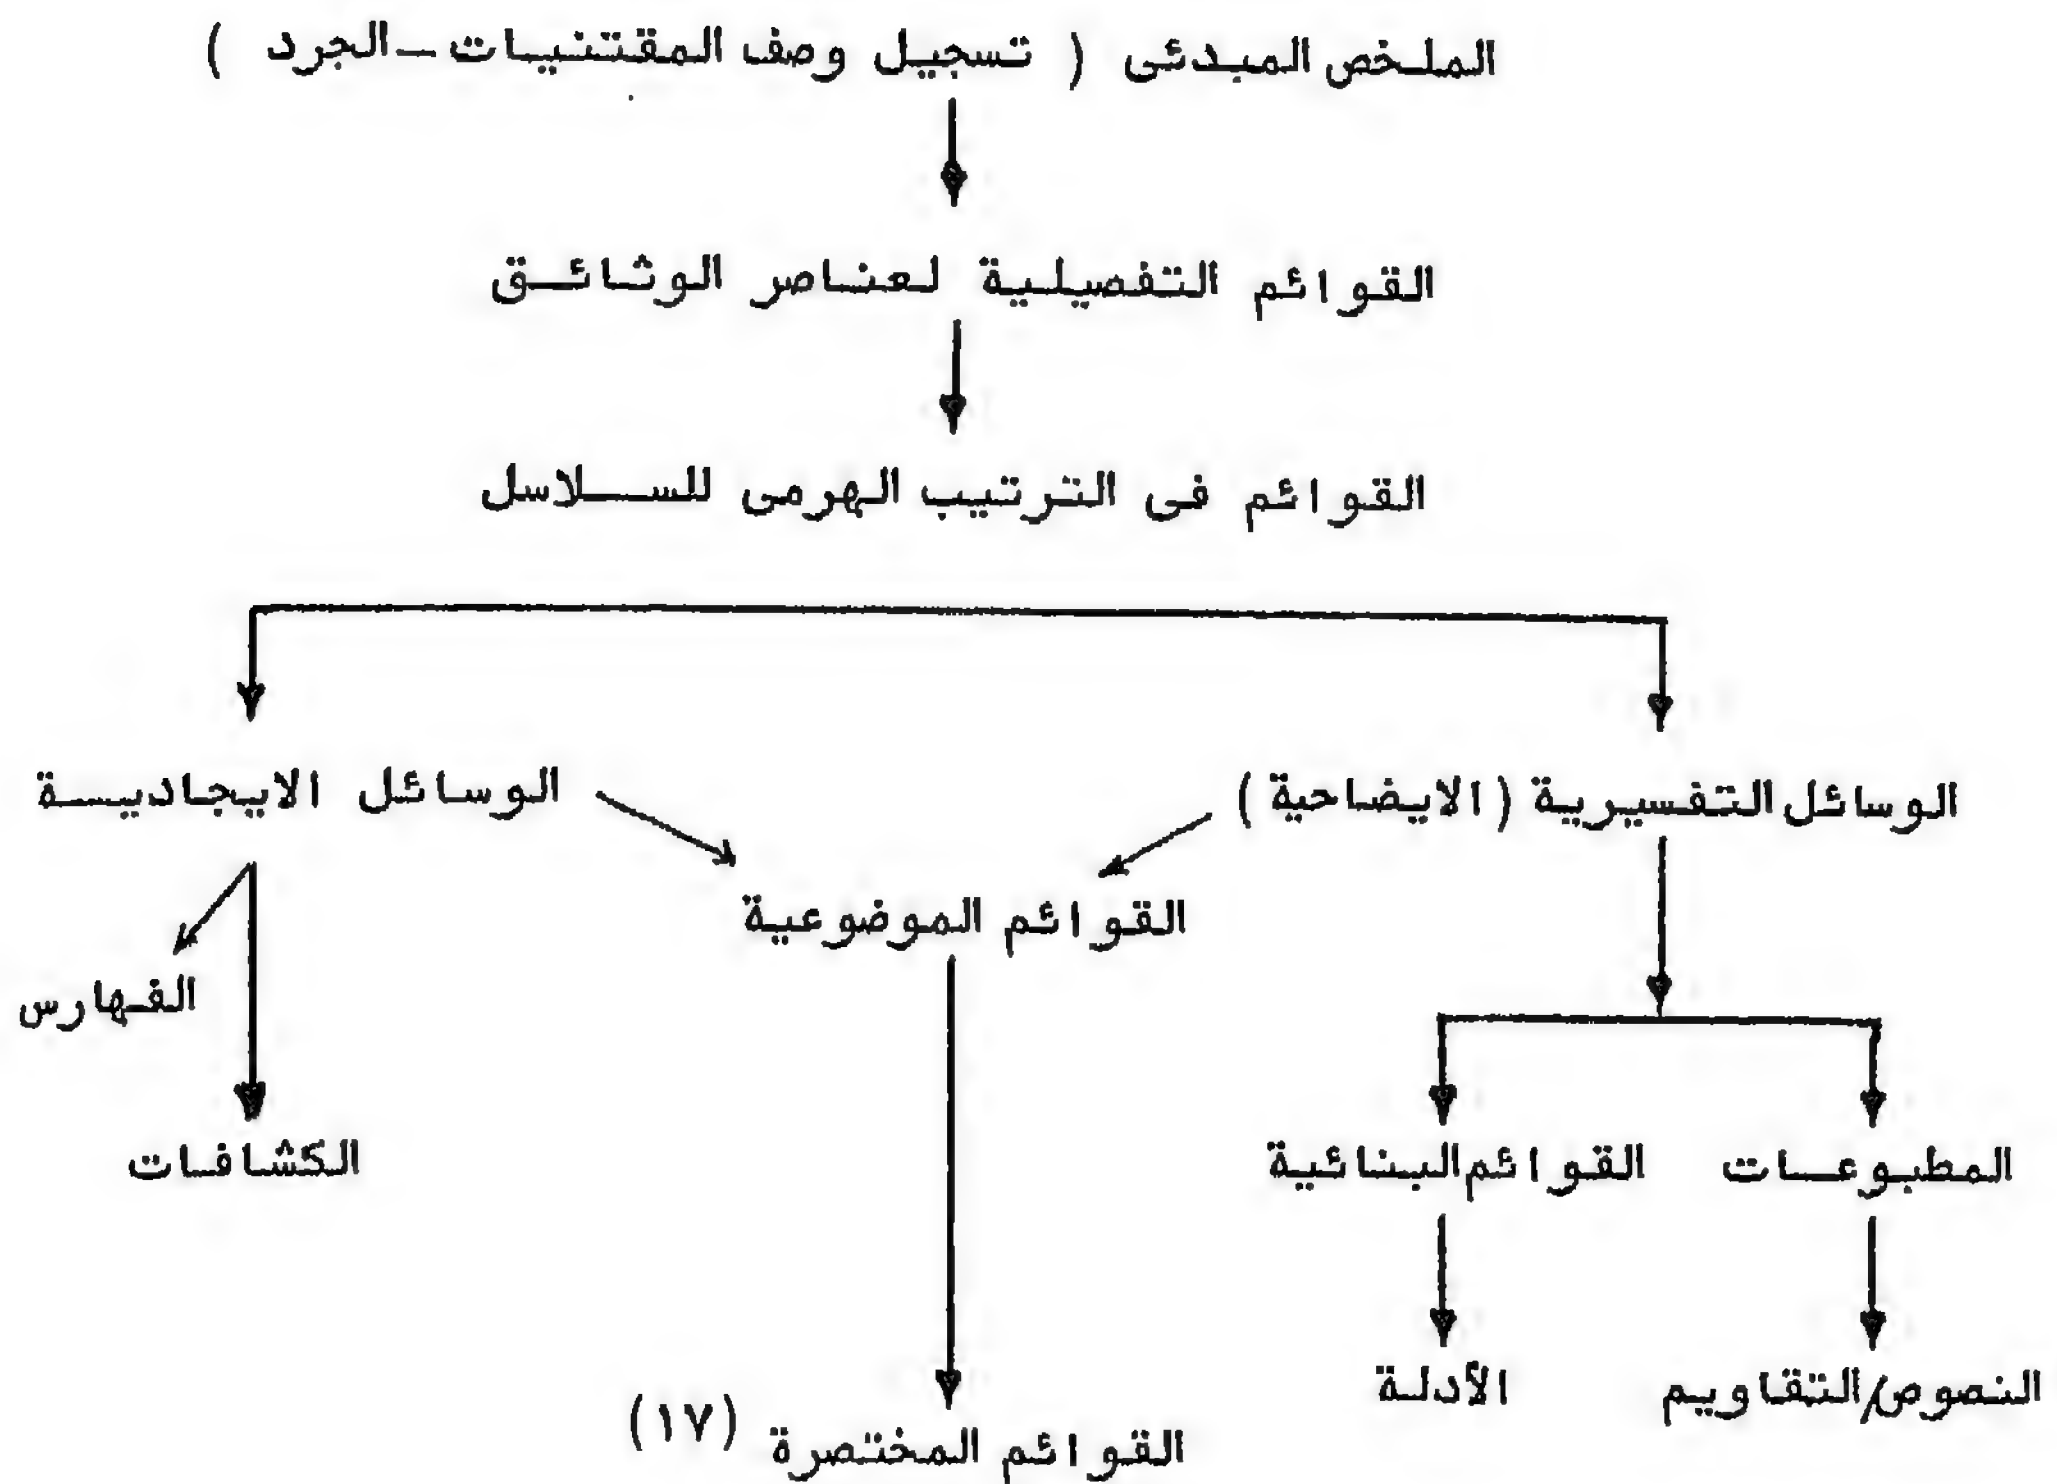 الملخص المبدئى ( تسجيل وصف المقتنيات - الجرد )
القوائم التفصيلية لعناصر الوثائق
القوائم فى الترتيب الهرمى للسلاسل
الوسائل التفسيرية ( الايضاحية )
الوسائل الايجادية
القوائم الموضوعية
الفهارس
المطبوعات
القوائم البنائية
الكشافات
النصوص/التقاويم
الأدلة
القوائم المختصرة (١٧)